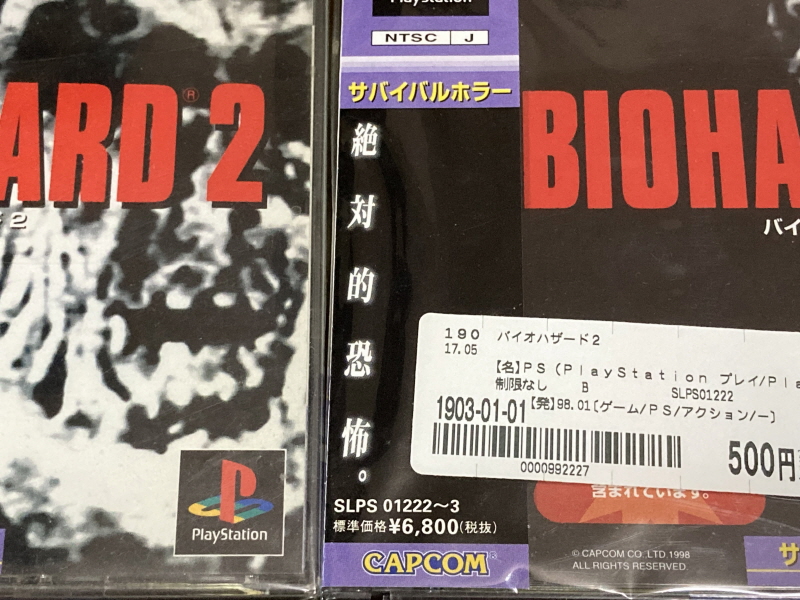 PlayStation
NTSC J
サバイバルホラー
絶対的恐怖。
SLPS 01222〜3
標準価格¥6,800(税抜)
CAPCOM
ARD® 2
2
PlayStation
BIOHA
バイ
190 バイオハザード2
17.05
【名】PS (PlayStation プレイ/Pla
制限なし B SLPS01222
1903-01-01【発】98.01[ゲーム/PS/アクション/ー]
0000992227
500円
含まれています。
© CAPCOM CO.,LTD.1998
ALL RIGHTS RESERVED.
サ